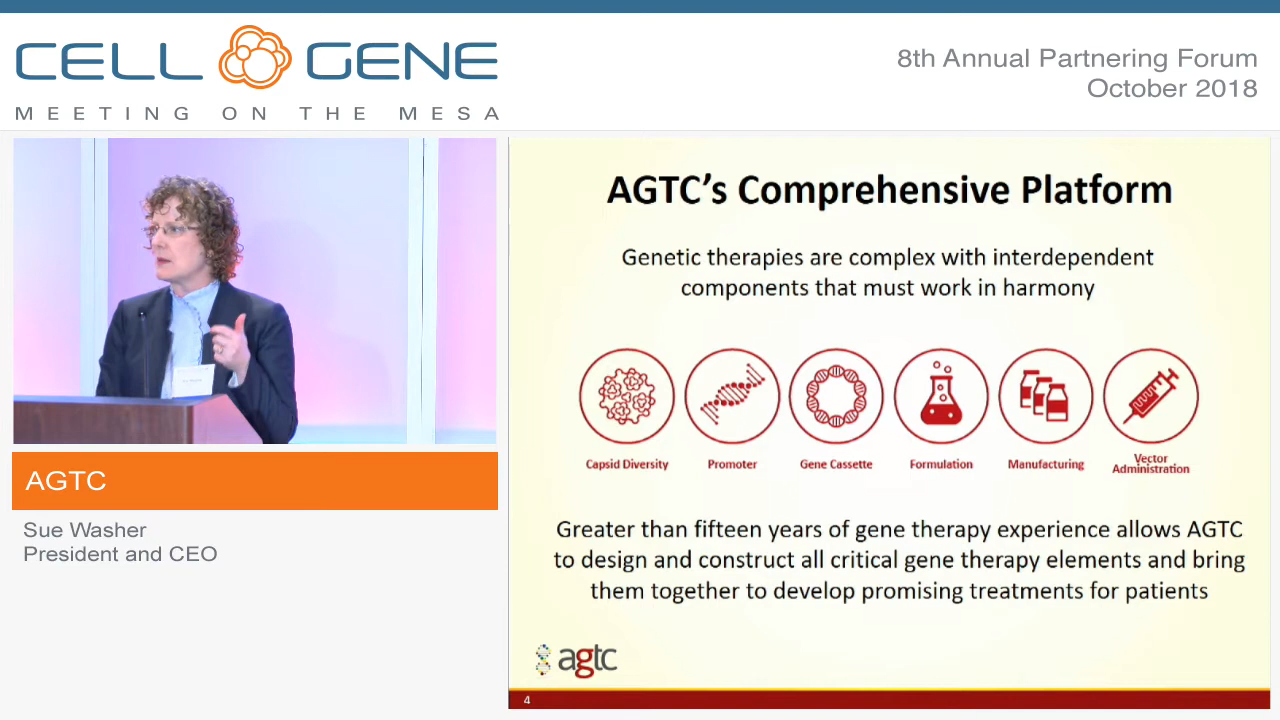 CELL GENE
MEETING ON THE MESA
8th Annual Partnering Forum
October 2018
AGTC
Sue Washer
President and CEO
AGTC's Comprehensive Platform
Genetic therapies are complex with interdependent
components that must work in harmony
Capsid Diversity
Promoter
Gene Cassette
Formulation
Manufacturing
Vector
Administration
Greater than fifteen years of gene therapy experience allows AGTC
to design and construct all critical gene therapy elements and bring
them together to develop promising treatments for patients
agtc
4